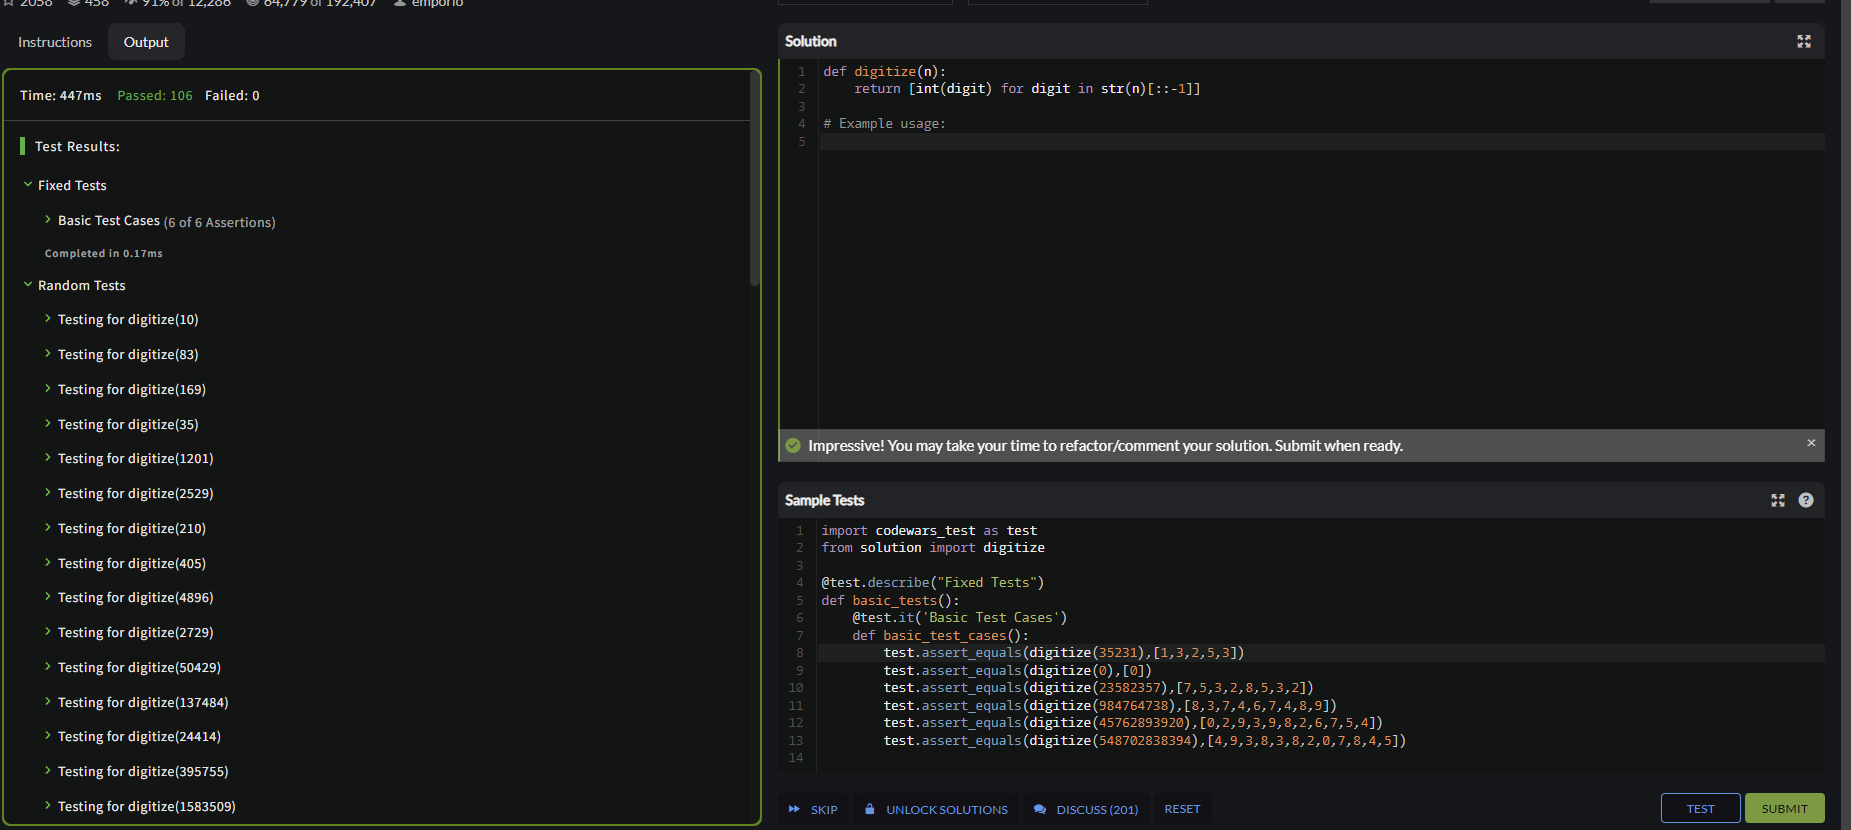 2058 458 91% of 12,286 64,779 of 192,407 emporio
Instructions Output
Time: 447ms Passed: 106 Failed: 0
Test Results:
Fixed Tests
Basic Test Cases (6 of 6 Assertions)
Completed in 0.17ms
Random Tests
Testing for digitize(10)
Testing for digitize(83)
Testing for digitize(169)
Testing for digitize(35)
Testing for digitize(1201)
Testing for digitize(2529)
Testing for digitize(210)
Testing for digitize(405)
Testing for digitize(4896)
Testing for digitize(2729)
Testing for digitize(50429)
Testing for digitize(137484)
Testing for digitize(24414)
Testing for digitize(395755)
Testing for digitize(1583509)
Solution
1 def digitize(n):
2     return [int(digit) for digit in str(n)[::-1]]
3
4 # Example usage:
5
Impressive! You may take your time to refactor/comment your solution. Submit when ready. ×
Sample Tests ?
1 import codewars_test as test
2 from solution import digitize
3
4 @test.describe("Fixed Tests")
5 def basic_tests():
6     @test.it('Basic Test Cases')
7     def basic_test_cases():
8         test.assert_equals(digitize(35231),[1,3,2,5,3])
9         test.assert_equals(digitize(0),[0])
10         test.assert_equals(digitize(23582357),[7,5,3,2,8,5,3,2])
11         test.assert_equals(digitize(984764738),[8,3,7,4,6,7,4,8,9])
12         test.assert_equals(digitize(45762893920),[0,2,9,3,9,8,2,6,7,5,4])
13         test.assert_equals(digitize(548702838394),[4,9,3,8,3,8,2,0,7,8,4,5])
14
SKIP UNLOCK SOLUTIONS DISCUSS (201) RESET TEST SUBMIT